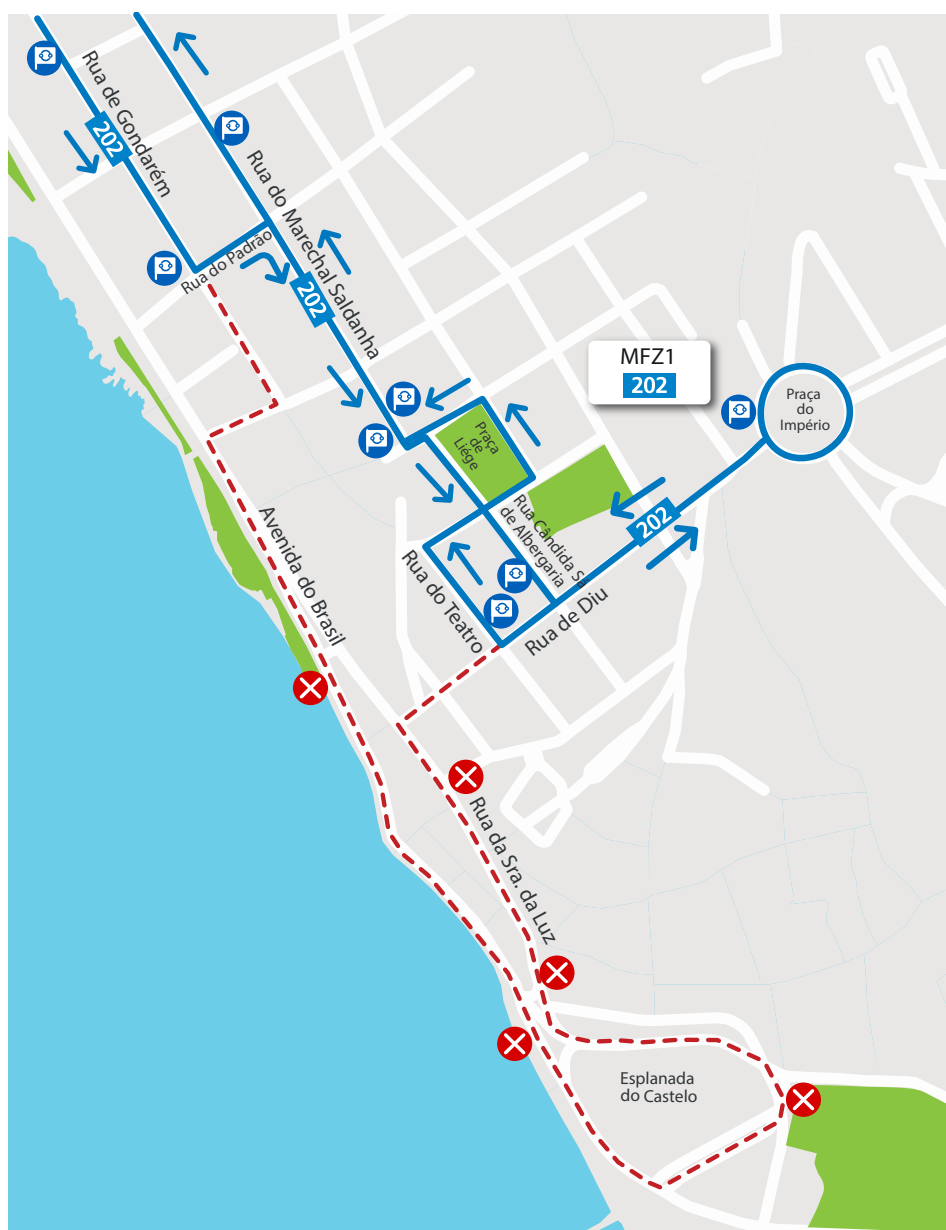 Rua de Gondarém
202
Rua do Marechal Saldanha
Rua do Padrão
202
MFZ1
202
Praça
do
Império
Praça
de
Liége
202
Rua Cândida Sá
de Albergaria
Rua do Teatro
Rua de Diu
Avenida do Brasil
Rua da Sra. da Luz
Esplanada
do Castelo